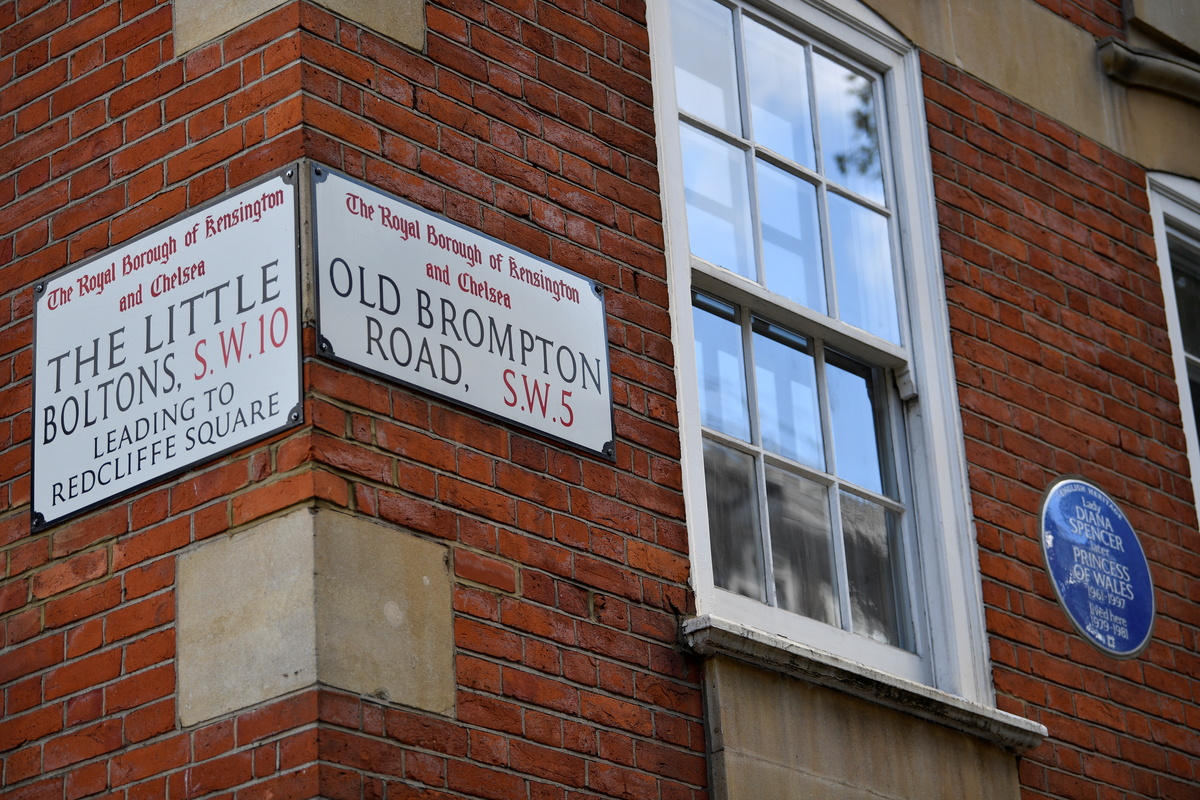 The Royal Borough of Kensington
and Chelsea
THE LITTLE
BOLTONS, S.W.10
LEADING TO
REDCLIFFE SQUARE
The Royal Borough of Kensington
and Chelsea
OLD BROMPTON
ROAD, S.W.5
ENGLISH HERITAGE
Lady
DIANA
SPENCER
later
PRINCESS
OF WALES
1961-1997
lived here
1979-1981